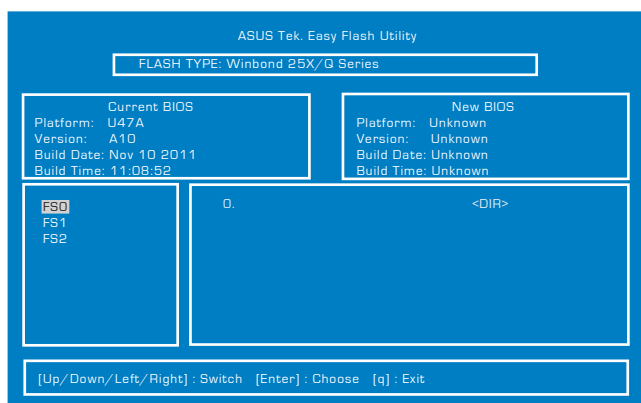 ASUS Tek. Easy Flash Utility
FLASH TYPE: Winbond 25X/Q Series
Current BIOS
Platform: U47A
Version: A10
Build Date: Nov 10 2011
Build Time: 11:08:52
New BIOS
Platform: Unknown
Version: Unknown
Build Date: Unknown
Build Time: Unknown
FS0
FS1
FS2
0. <DIR>
[Up/Down/Left/Right] : Switch [Enter] : Choose [q] : Exit